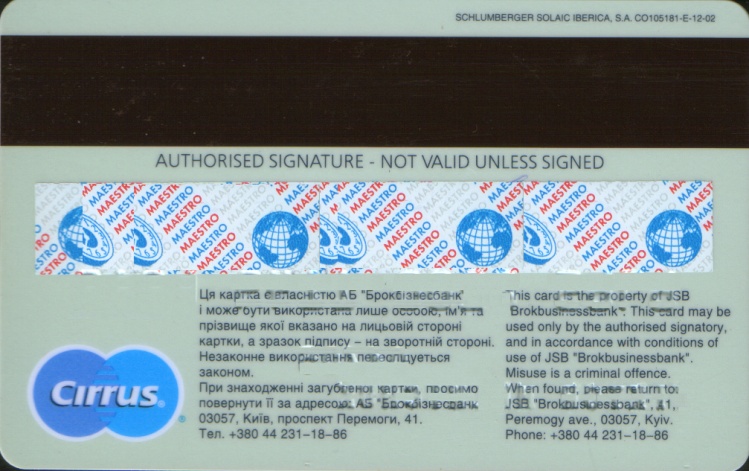 SCHLUMBERGER SOLAIC IBERICA, S.A. CO105181-E-12-02
AUTHORISED SIGNATURE - NOT VALID UNLESS SIGNED
MAESTRO MAESTRO MAESTRO MAESTRO MAESTRO MAESTRO
Ця картка є власністю АБ "Брокбізнесбанк"
і може бути використана лише особою, ім'я та
прізвище якої вказано на лицьовій стороні
картки, а зразок підпису – на зворотній стороні.
Незаконне використання переслідується
законом.
При знаходженні загубленої картки, просимо
повернути її за адресою: АБ "Брокбізнесбанк"
03057, Київ, проспект Перемоги, 41.
Тел. +380 44 231–18–86
This card is the property of JSB
"Brokbusinessbank". This card may be
used only by the authorised signatory,
and in accordance with conditions of
use of JSB "Brokbusinessbank".
Misuse is a criminal offence.
When found, please return to:
JSB "Brokbusinessbank", 41,
Peremogy ave., 03057, Kyiv.
Phone: +380 44 231–18–86
Cirrus®